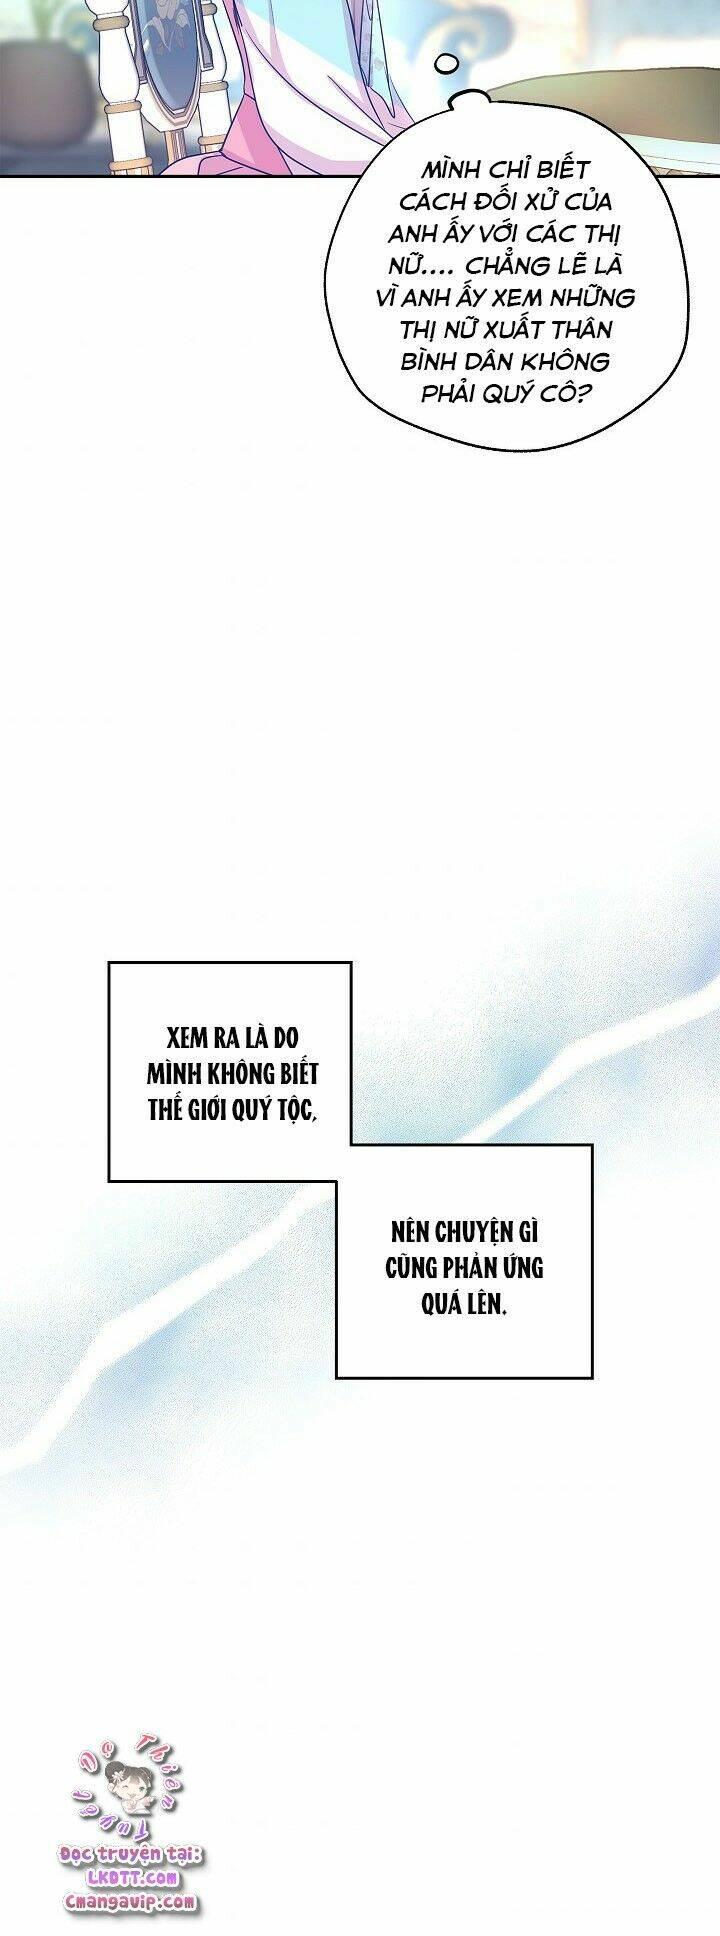 MÌNH CHỈ BIẾT
CÁCH ĐỐI XỬ CỦA
ANH ẤY VỚI CÁC THỊ
NỮ.... CHẲNG LẼ LÀ
VÌ ANH ẤY XEM NHỮNG
THỊ NỮ XUẤT THÂN
BÌNH DÂN KHÔNG
PHẢI QUÝ CÔ?
XEM RA LÀ DO
MÌNH KHÔNG BIẾT
THẾ GIỚI QUÝ TỘC,
NÊN CHUYỆN GÌ
CŨNG PHẢN ỨNG
QUÁ LÊN.
Dạ Thiên
Tuyết
Đọc truyện tại:
LKDTT.com
Cmangavip.com